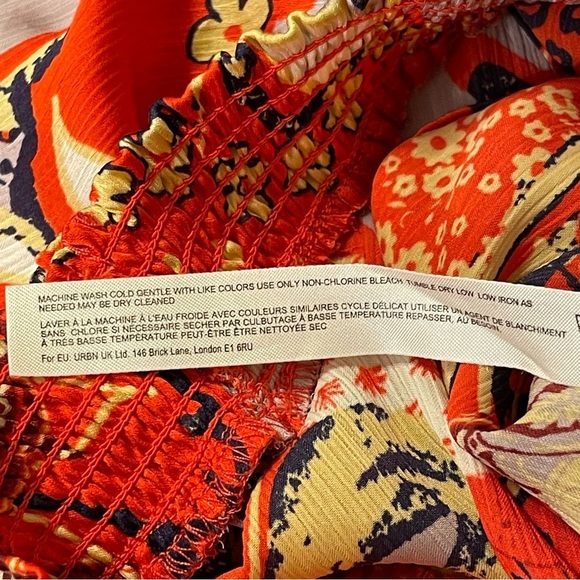 MACHINE WASH COLD GENTLE WITH LIKE COLORS USE ONLY NON-CHLORINE BLEACH TUMBLE DRY LOW LOW IRON AS
NEEDED MAY BE DRY CLEANED
LAVER À LA MACHINE À L'EAU FROIDE AVEC COULEURS SIMILAIRES CYCLE DÉLICAT UTILISER UN AGENT DE BLANCHIMENT
SANS CHLORE SI NÉCESSAIRE SECHER PAR CULBUTAGE À BASSE TEMPÉRATURE REPASSER, AU BESOIN,
À TRÈS BASSE TEMPÉRATURE PEUT-ÊTRE ÊTRE NETTOYÉE SEC
For EU: URBN UK Ltd. 146 Brick Lane, London E1 6RU